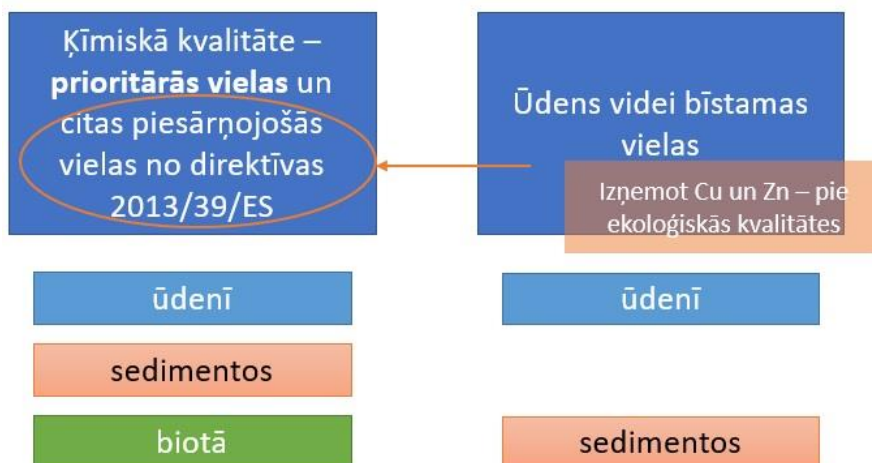 Ķīmiskā kvalitāte –
prioritārās vielas un
citas piesārņojošās
vielas no direktīvas
2013/39/ES
Ūdens videi bīstamas
vielas
Izņemot Cu un Zn – pie
ekoloģiskās kvalitātes
ūdenī
ūdenī
sedimentos
biotā
sedimentos